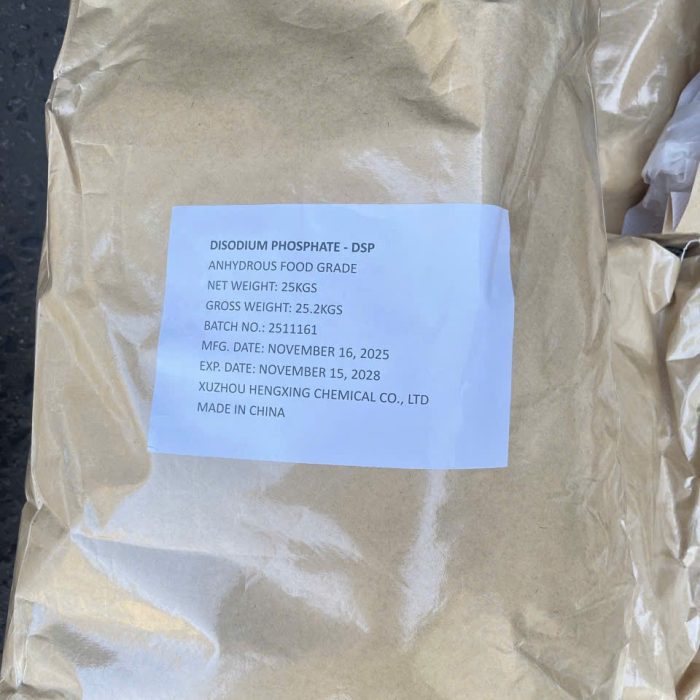 DISODIUM PHOSPHATE - DSP
ANHYDROUS FOOD GRADE
NET WEIGHT: 25KGS
GROSS WEIGHT: 25.2KGS
BATCH NO.: 2511161
MFG. DATE: NOVEMBER 16, 2025
EXP. DATE: NOVEMBER 15, 2028
XUZHOU HENGXING CHEMICAL CO., LTD
MADE IN CHINA